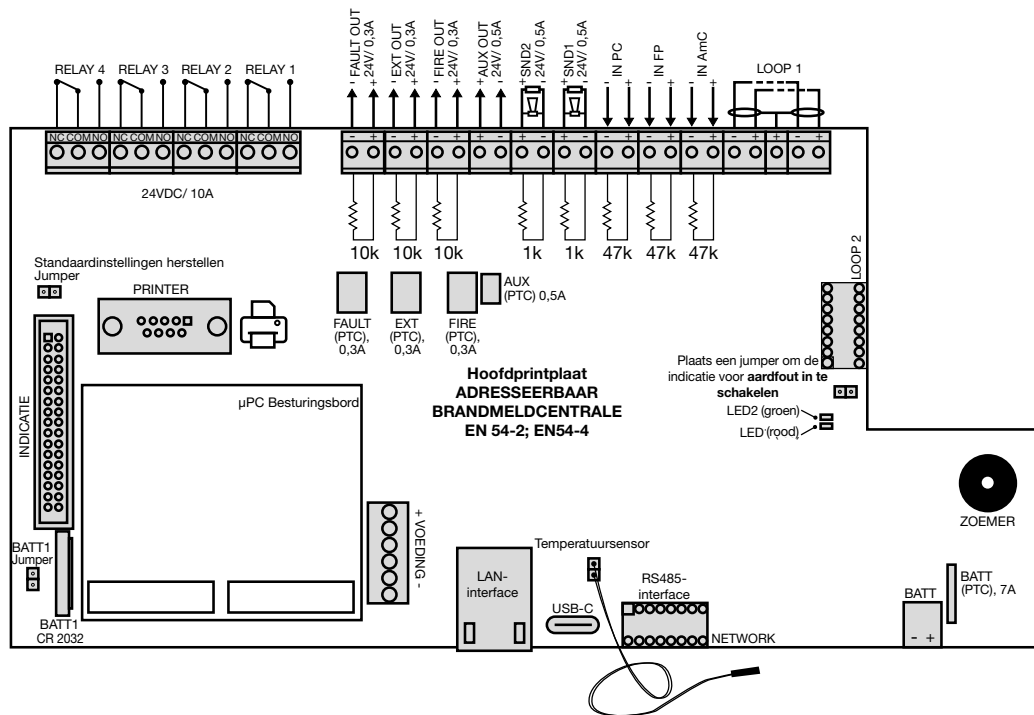 RELAY 4
RELAY 3
RELAY 2
RELAY 1
- FAULT OUT
+ 24V/ 0,3A
- EXT OUT
+ 24V/ 0,3A
- FIRE OUT
+ 24V/ 0,3A
+ AUX OUT
- 24V/ 0,5A
+ SND2
- 24V/ 0,5A
+ SND1
- 24V/ 0,5A
- IN PC +
- IN FP +
- IN AmC +
LOOP 1
NC COM NO NC COM NO NC COM NO NC COM NO
- + - + - + + - + - + - - + - + - + - + + - +
24VDC/ 10A
10k
10k
10k
1k
1k
47k
47k
47k
Standaardinstellingen herstellen
Jumper
PRINTER
FAULT
(PTC),
0,3A
EXT
(PTC),
0,3A
FIRE
(PTC),
0,3A
AUX
(PTC) 0,5A
LOOP 2
Hoofdprintplaat
ADRESSEERBAAR
BRANDMELDCENTRALE
EN 54-2; EN54-4
Plaats een jumper om de
indicatie voor aardfout in te
schakelen
LED2 (groen)
LED (rood)
INDICATIE
µPC Besturingsbord
ZOEMER
+ VOEDING -
BATT1
Jumper
BATT1
CR 2032
LAN-
interface
Temperatuursensor
USB-C
RS485-
interface
NETWORK
BATT
- +
BATT
(PTC), 7A